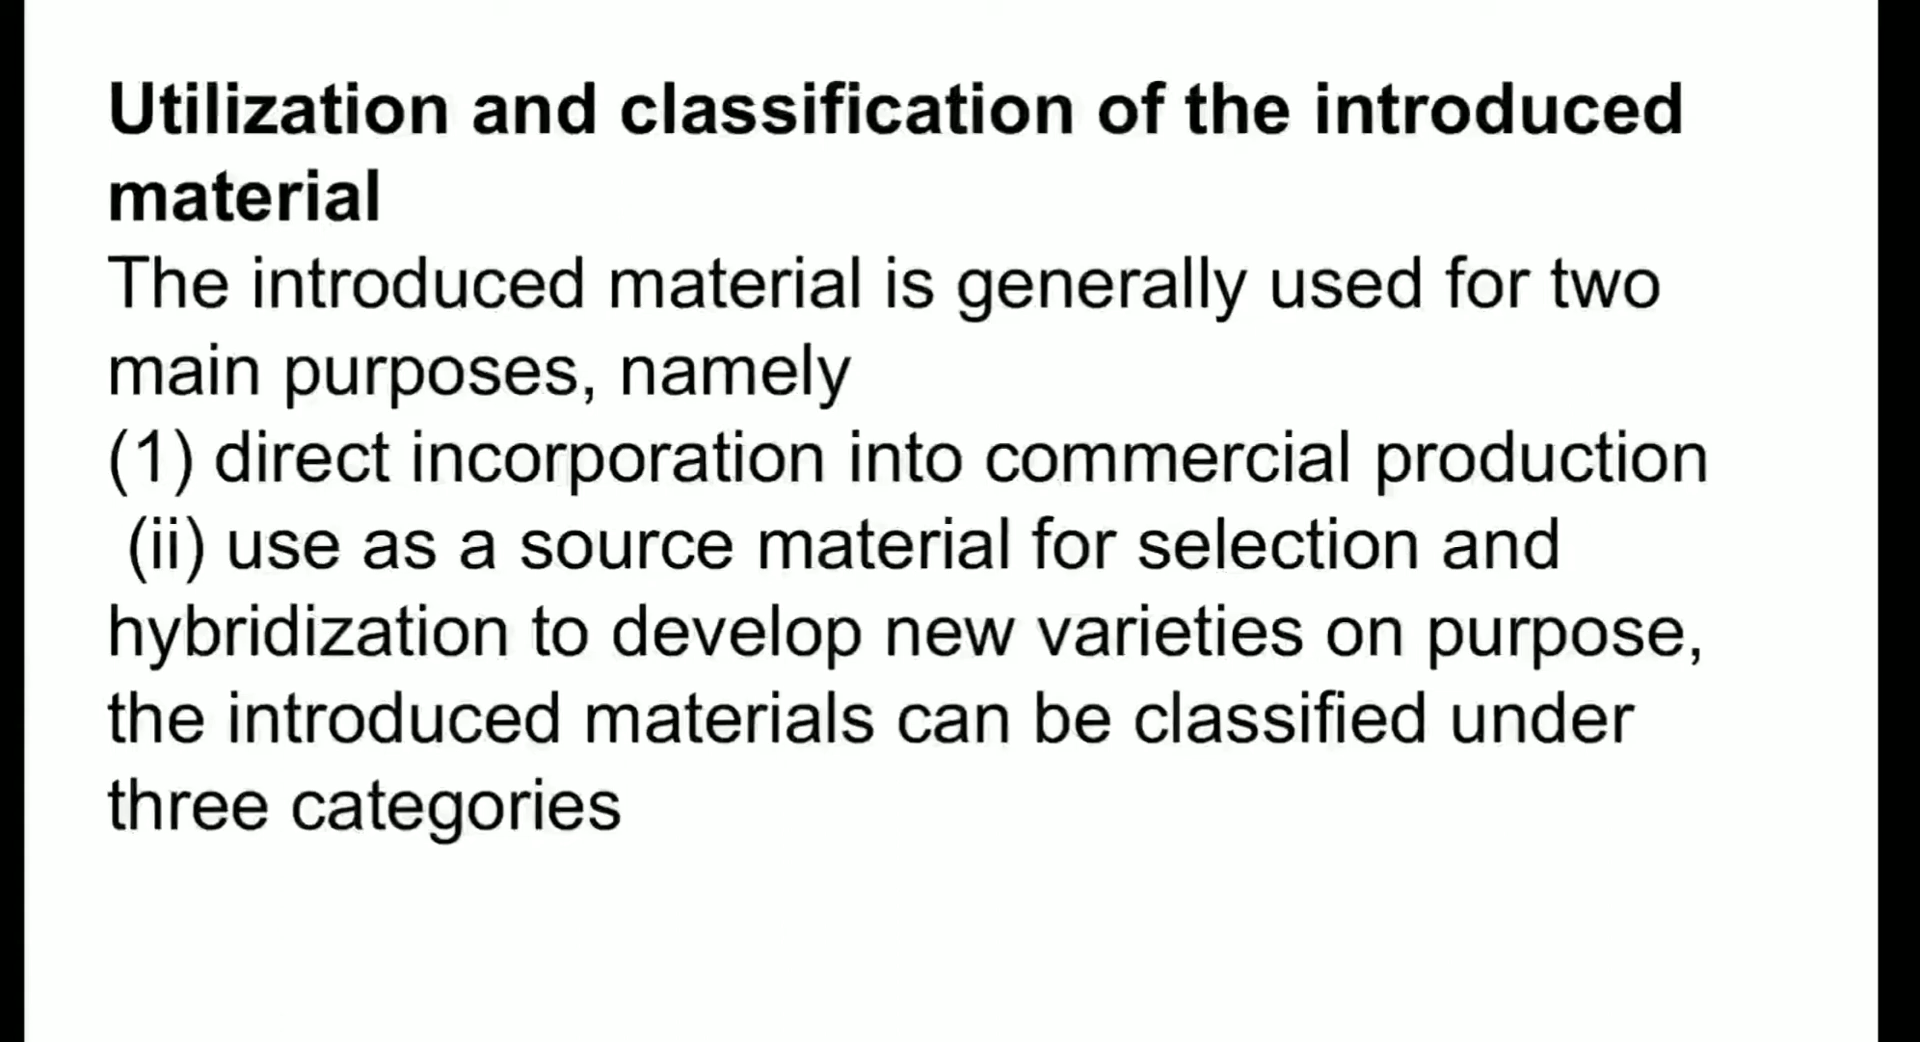 Utilization and classification of the introduced
material
The introduced material is generally used for two
main purposes, namely
(1) direct incorporation into commercial production
(ii) use as a source material for selection and
hybridization to develop new varieties on purpose,
the introduced materials can be classified under
three categories